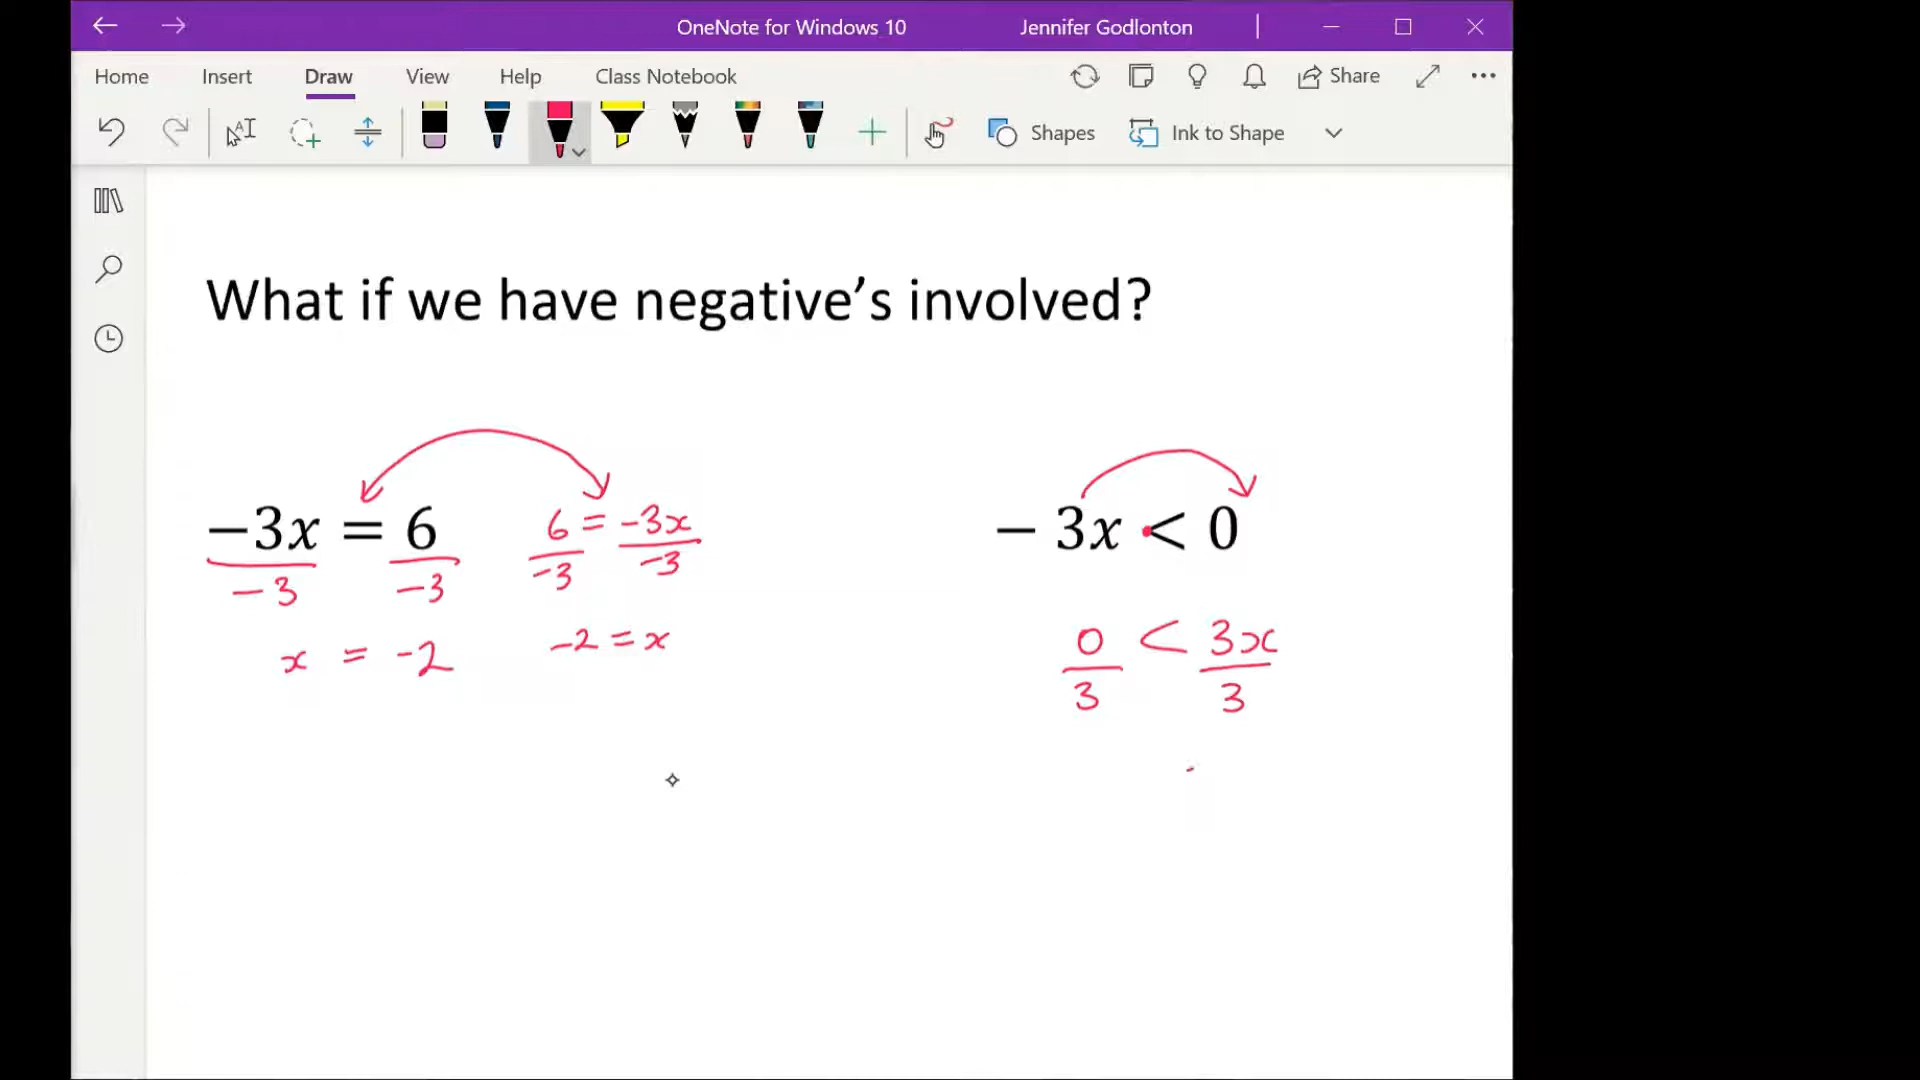 OneNote for Windows 10
Jennifer Godlonton
Home Insert Draw View Help Class Notebook
Share
Shapes
Ink to Shape
What if we have negative’s involved?
−3x = 6
-3 -3
x = -2
6 = -3x
-3 -3
-2 = x
− 3x < 0
0 < 3x
3 3